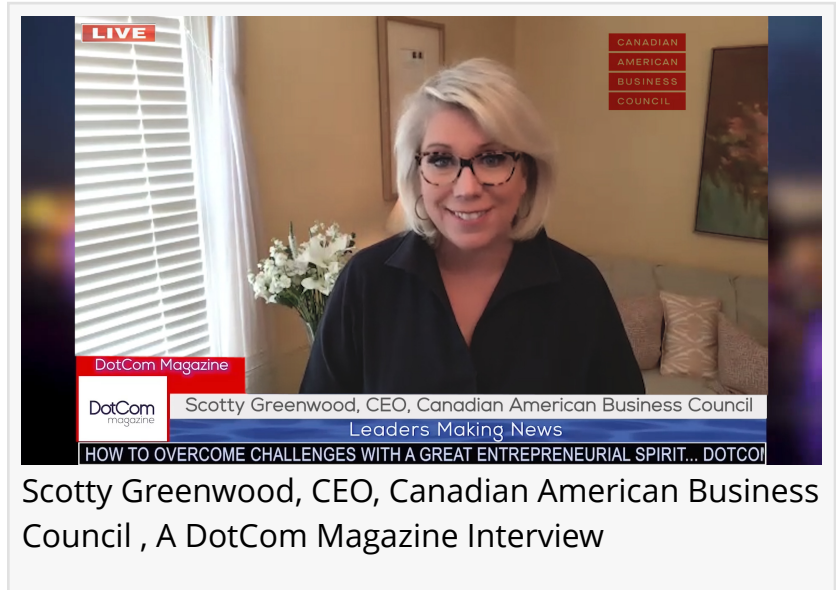 LIVE
CANADIAN
AMERICAN
BUSINESS
COUNCIL
DotCom Magazine
DotCom
magazine
Scotty Greenwood, CEO, Canadian American Business Council
Leaders Making News
HOW TO OVERCOME CHALLENGES WITH A GREAT ENTREPRENEURIAL SPIRIT... DOTCOM
Scotty Greenwood, CEO, Canadian American Business
Council , A DotCom Magazine Interview